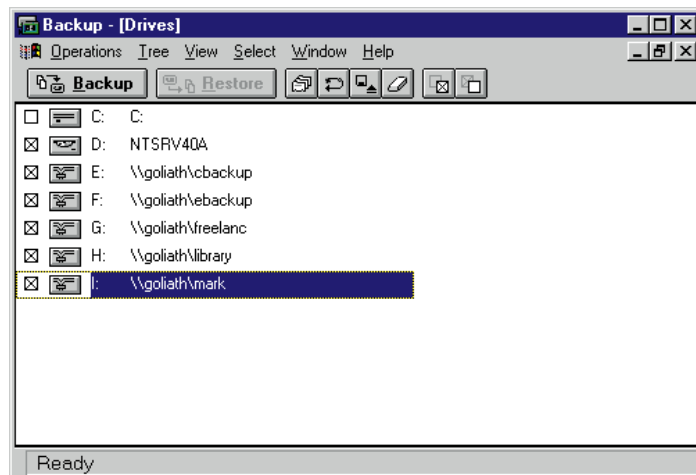 Backup - [Drives]
Operations Tree View Select Window Help
Backup Restore
C: C:
D: NTSRV40A
E: \\goliath\cbackup
F: \\goliath\ebackup
G: \\goliath\freelanc
H: \\goliath\library
I: \\goliath\mark
Ready